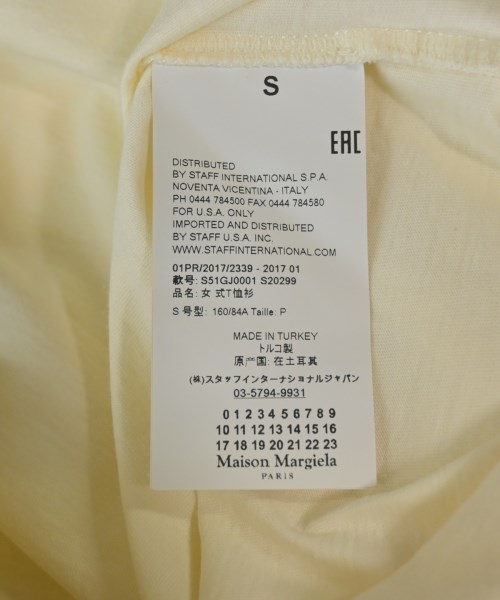 S
EAC
DISTRIBUTED
BY STAFF INTERNATIONAL S.P.A.
NOVENTA VICENTINA - ITALY
PH 0444 784500 FAX 0444 784580
FOR U.S.A. ONLY
IMPORTED AND DISTRIBUTED
BY STAFF U.S.A. INC.
WWW.STAFFINTERNATIONAL.COM
01PR/2017/2339 - 2017 01
款号: S51GJ0001 S20299
品名: 女 式T恤衫
S 号型: 160/84A Taille: P
MADE IN TURKEY
トルコ製
原产国: 在土耳其
(株)スタッフインターナショナルジャパン
03-5794-9931
0 1 2 3 4 5 6 7 8 9
10 11 12 13 14 15 16
17 18 19 20 21 22 23
Maison Margiela
PARIS